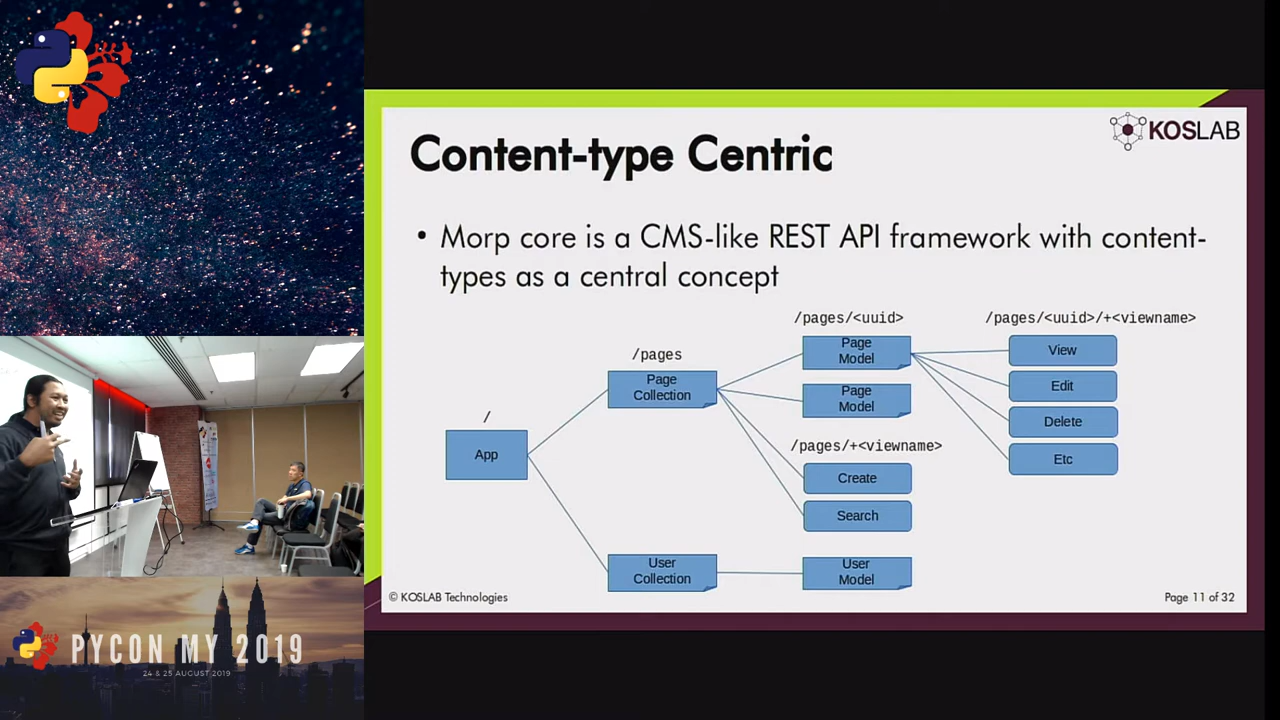 KOSLAB
Content-type Centric
• Morp core is a CMS-like REST API framework with content-
types as a central concept
/pages/<uuid>
/pages/<uuid>/+<viewname>
/pages
Page
Model
View
Page
Collection
Edit
Page
Model
Delete
/
/pages/+<viewname>
App
Etc
Create
Search
User
Collection
User
Model
© KOSLAB Technologies
Page 11 of 32
PYCON MY 2019
24 & 25 AUGUST 2019